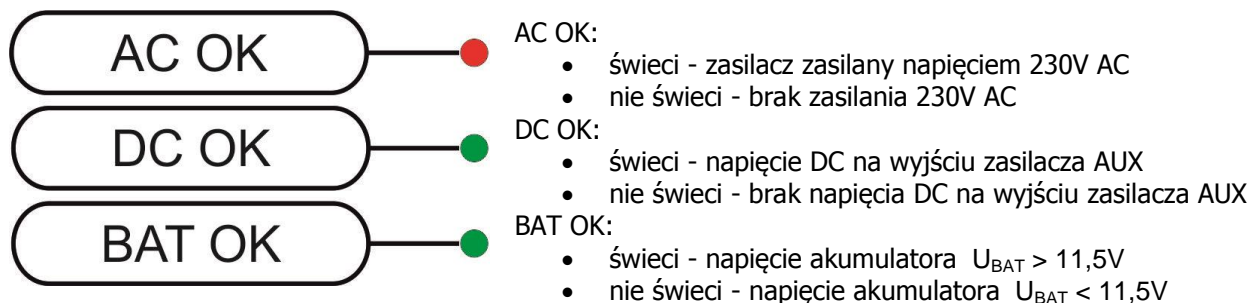 AC OK
AC OK:
• świeci - zasilacz zasilany napięciem 230V AC
• nie świeci - brak zasilania 230V AC
DC OK
DC OK:
• świeci - napięcie DC na wyjściu zasilacza AUX
• nie świeci - brak napięcia DC na wyjściu zasilacza AUX
BAT OK
BAT OK:
• świeci - napięcie akumulatora U_BAT > 11,5V
• nie świeci - napięcie akumulatora U_BAT < 11,5V